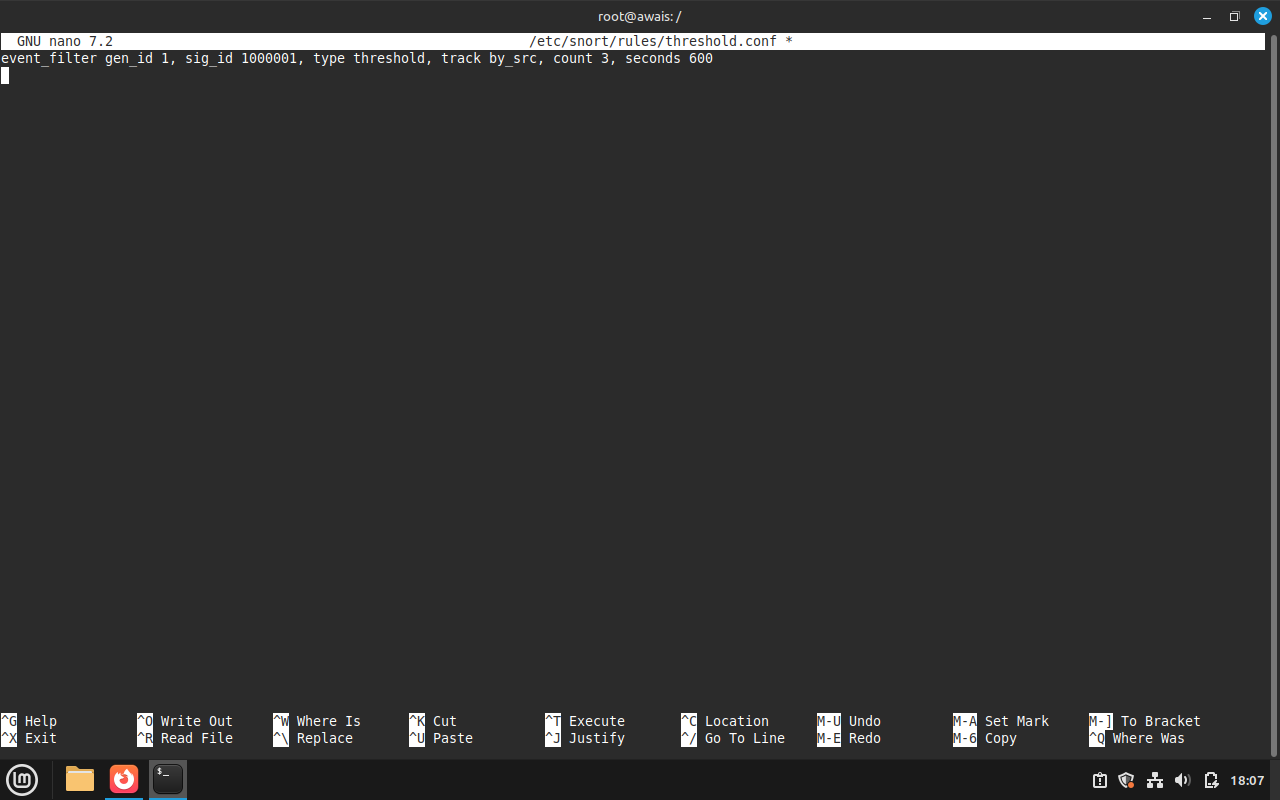 root@awais: /
GNU nano 7.2 /etc/snort/rules/threshold.conf *
event_filter gen_id 1, sig_id 1000001, type threshold, track by_src, count 3, seconds 600
^G Help ^O Write Out ^W Where Is ^K Cut ^T Execute ^C Location M-U Undo M-A Set Mark M-] To Bracket
^X Exit ^R Read File ^\ Replace ^U Paste ^J Justify ^/ Go To Line M-E Redo M-6 Copy ^Q Where Was
$_ 18:07